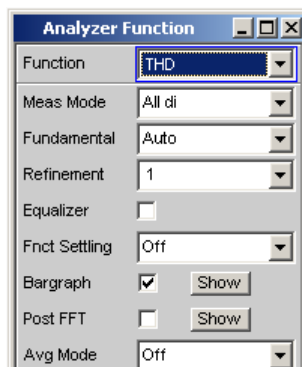 Analyzer Function
Function THD
Meas Mode All di
Fundamental Auto
Refinement 1
Equalizer
Fnct Settling Off
Bargraph Show
Post FFT Show
Avg Mode Off